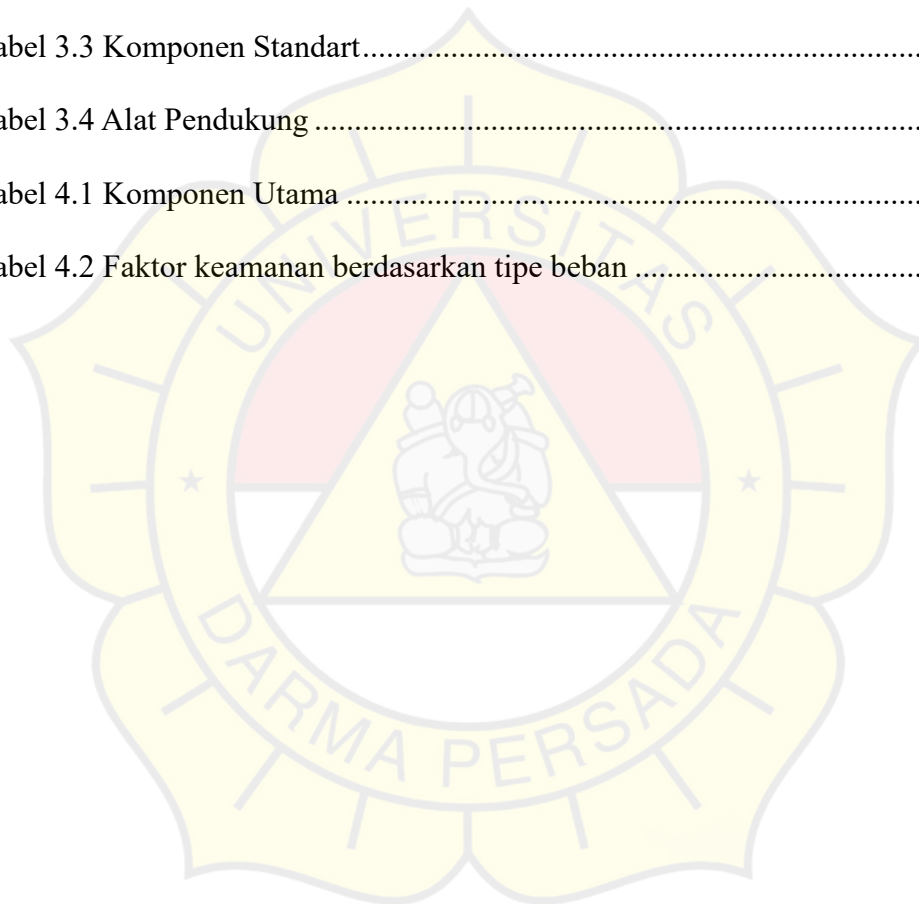 abel 3.3 Komponen Standart....................................................................
abel 3.4 Alat Pendukung ..........................................................................
abel 4.1 Komponen Utama ......................................................................
abel 4.2 Faktor keamanan berdasarkan tipe beban ...................................
UNIVERSITAS
DARMA PERSADA